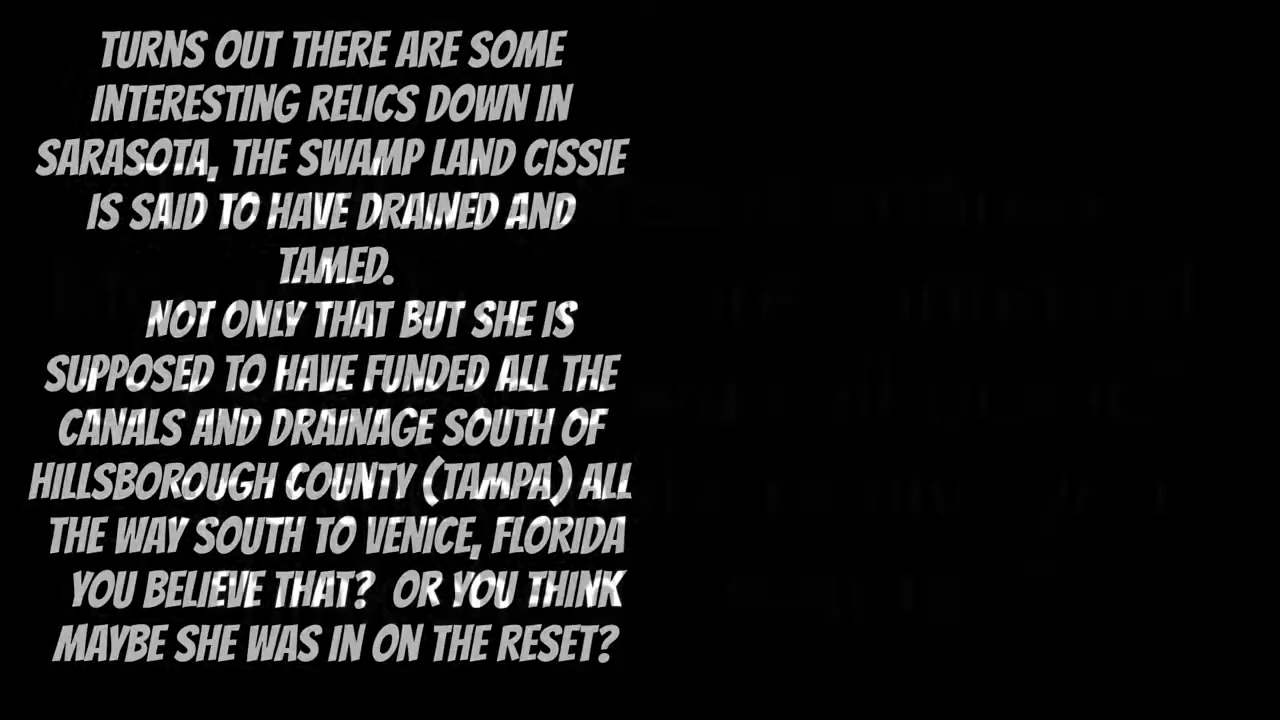 TURNS OUT THERE ARE SOME
INTERESTING RELICS DOWN IN
SARASOTA, THE SWAMP LAND CISSIE
IS SAID TO HAVE DRAINED AND
TAMED.
NOT ONLY THAT BUT SHE IS
SUPPOSED TO HAVE FUNDED ALL THE
CANALS AND DRAINAGE SOUTH OF
HILLSBOROUGH COUNTY (TAMPA) ALL
THE WAY SOUTH TO VENICE, FLORIDA
YOU BELIEVE THAT? OR YOU THINK
MAYBE SHE WAS IN ON THE RESET?